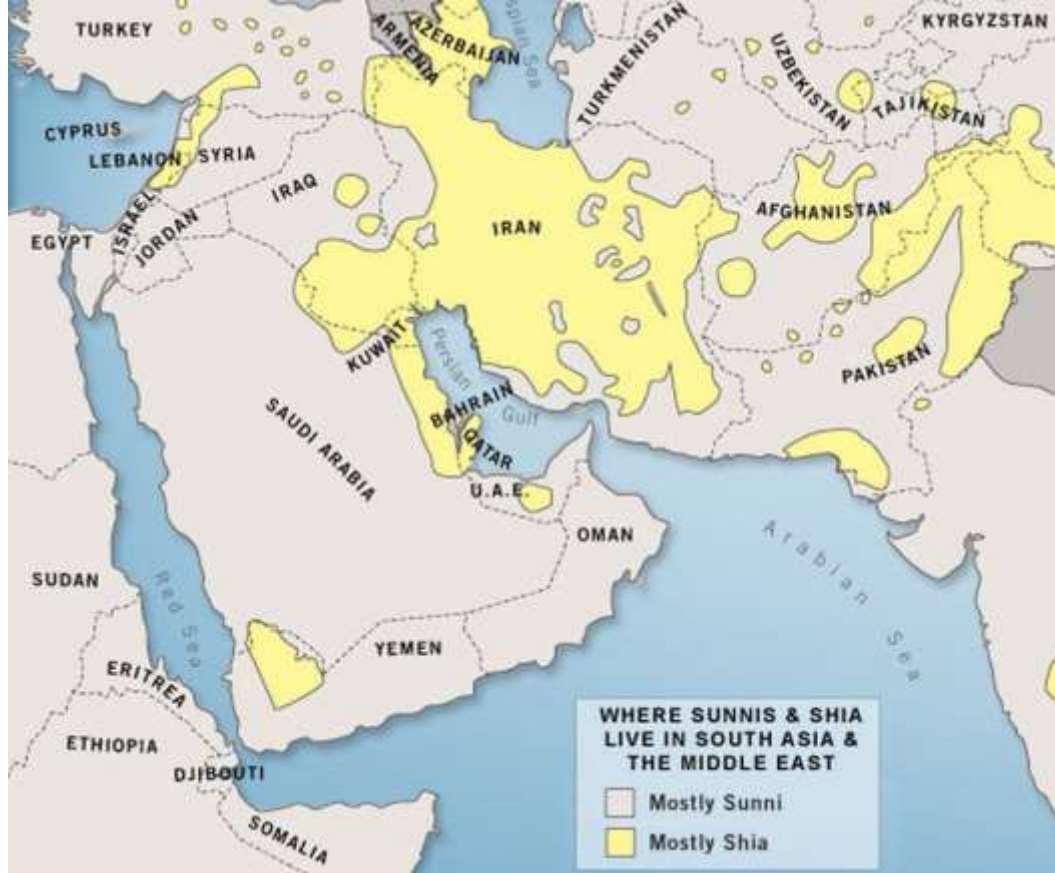 TURKEY
ARMENIA
AZERBAIJAN
spian Sea
TURKMENISTAN
UZBEKISTAN
KYRGYZSTAN
TAJIKISTAN
CYPRUS
LEBANON
SYRIA
IRAQ
IRAN
AFGHANISTAN
EGYPT
ISRAEL
JORDAN
KUWAIT
Persian
Gulf
BAHRAIN
QATAR
PAKISTAN
SAUDI ARABIA
U.A.E.
OMAN
Arabian
Sea
SUDAN
Red Sea
YEMEN
ERITREA
ETHIOPIA
DJIBOUTI
SOMALIA
WHERE SUNNIS & SHIA
LIVE IN SOUTH ASIA &
THE MIDDLE EAST
Mostly Sunni
Mostly Shia